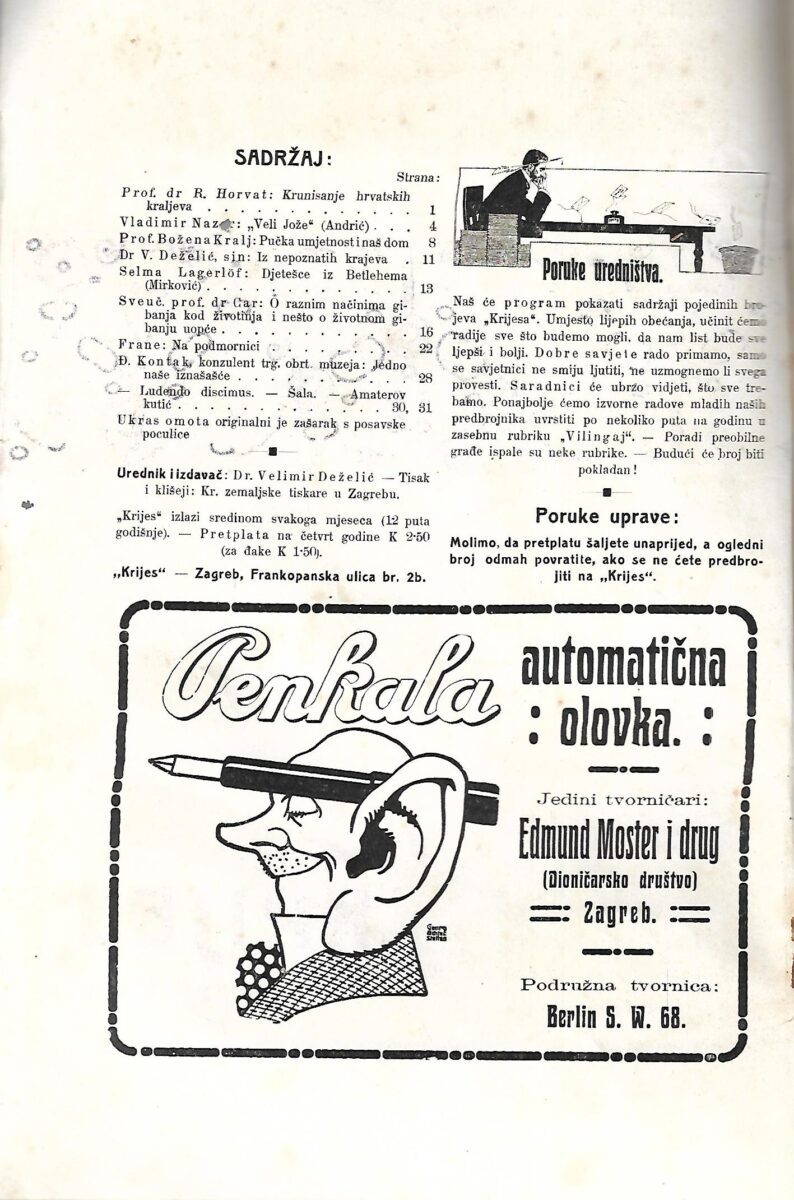 SADRŽAJ:
Strana:
Prof. dr R. Horvat: Krunisanje hrvatskih
kraljeva . . . . . . . . . . . . . 1
Vladimir Nazor: „Veli Jože“ (Andrić) . . . 4
Prof. Božena Kralj: Pučka umjetnost i naš dom 8
Dr V. Deželić, sin: Iz nepoznatih krajeva . 11
Selma Lagerlöf: Djetešce iz Betlehema
(Mirković) . . . . . . . . . . . . 13
Sveuč. prof. dr Car: O raznim načinima gi-
banja kod životinja i nešto o životnom gi-
banju uopće . . . . . . . . . . . 16
Frane: Na podmornici . . . . . . . . . 22
Đ. Kontak, konzulent trg. obrt. muzeja: Jedno
naše iznašašće . . . . . . . . . . 28
— Ludendo discimus. — Šala. — Amaterov
kutić . . . . . . . . . . . . . 30, 31
Ukras omota originalni je zašarak s posavske
poculice
Urednik i izdavač: Dr. Velimir Deželić — Tisak
i klišeji: Kr. zemaljske tiskare u Zagrebu.
„Krijes“ izlazi sredinom svakoga mjeseca (12 puta
godišnje). — Pretplata na četvrt godine K 2·50
(za đake K 1·50).
„Krijes“ — Zagreb, Frankopanska ulica br. 2b.
Poruke uredništva.
Naš će program pokazati sadržaji pojedinih bro-
jeva „Krijesa“. Umjesto lijepih obećanja, učinit ćemo
radije sve što budemo mogli, da nam list bude sve
ljepši i bolji. Dobre savjete rado primamo, samo
se savjetnici ne smiju ljutiti, ne uzmognemo li svega
provesti. Saradnici će ubrzo vidjeti, što sve tre-
bamo. Ponajbolje ćemo izvorne radove mladih naših
predbrojnika uvrstiti po nekoliko puta na godinu u
zasebnu rubriku „Vilingaj“. — Poradi preobilne
građe ispale su neke rubrike. — Budući će broj biti
pokladan!
Poruke uprave:
Molimo, da pretplatu šaljete unaprijed, a ogledni
broj odmah povratite, ako se ne ćete predbro-
jiti na „Krijes“.
Penkala
automatična
: olovka. :
Jedini tvorničari:
Edmund Moster i drug
(Dioničarsko društvo)
Zagreb.
Podružna tvornica:
Berlin S. W. 68.